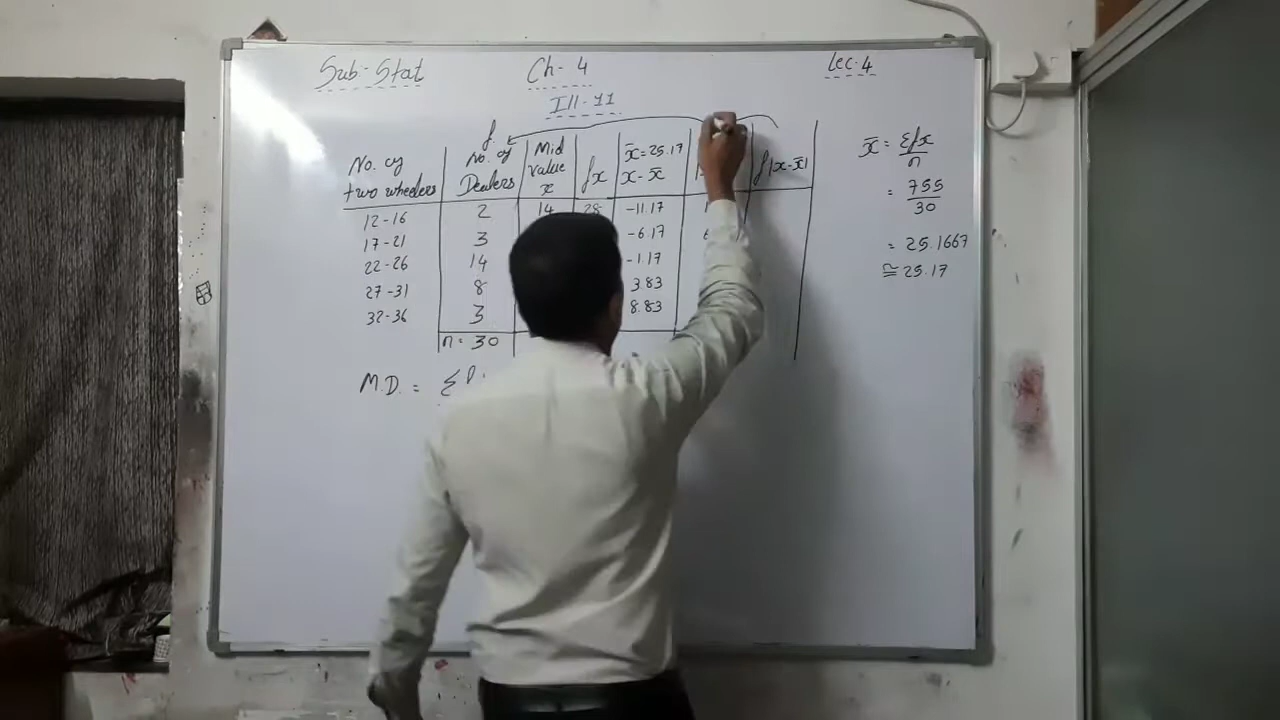 Sub-Stat Ch-4 Lec-4
Ill-11
f
No. of two wheelers | No. of Dealers | Mid value x | fx | x̄=25.17 x-x̄ | f|x-x̄|
12-16 2 14 28 -11.17
17-21 3 -6.17
22-26 14 -1.17
27-31 8 3.83
32-36 3 8.83
n=30
M.D. = Σf
x̄ = Σfx/n
= 755/30
= 25.1667
≅ 25.17